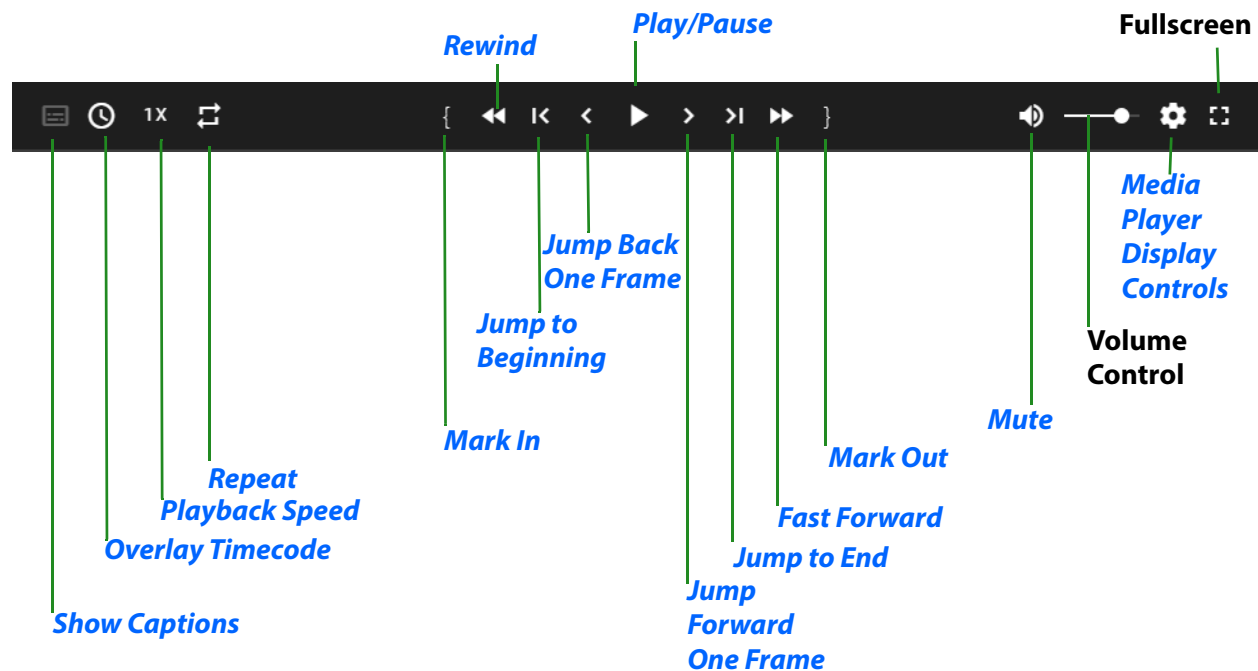 Play/Pause
Fullscreen
Rewind
1X
{
}
Media
Player
Display
Controls
Jump Back
One Frame
Jump to
Beginning
Volume
Control
Mute
Mark In
Mark Out
Repeat
Playback Speed
Fast Forward
Overlay Timecode
Jump to End
Jump
Forward
One Frame
Show Captions